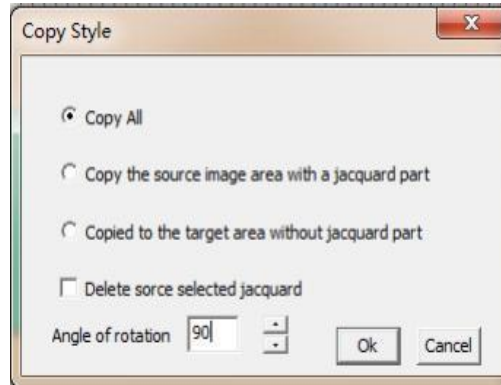 Copy Style
Copy All
Copy the source image area with a jacquard part
Copied to the target area without jacquard part
Delete sorce selected jacquard
Angle of rotation 90 Ok Cancel